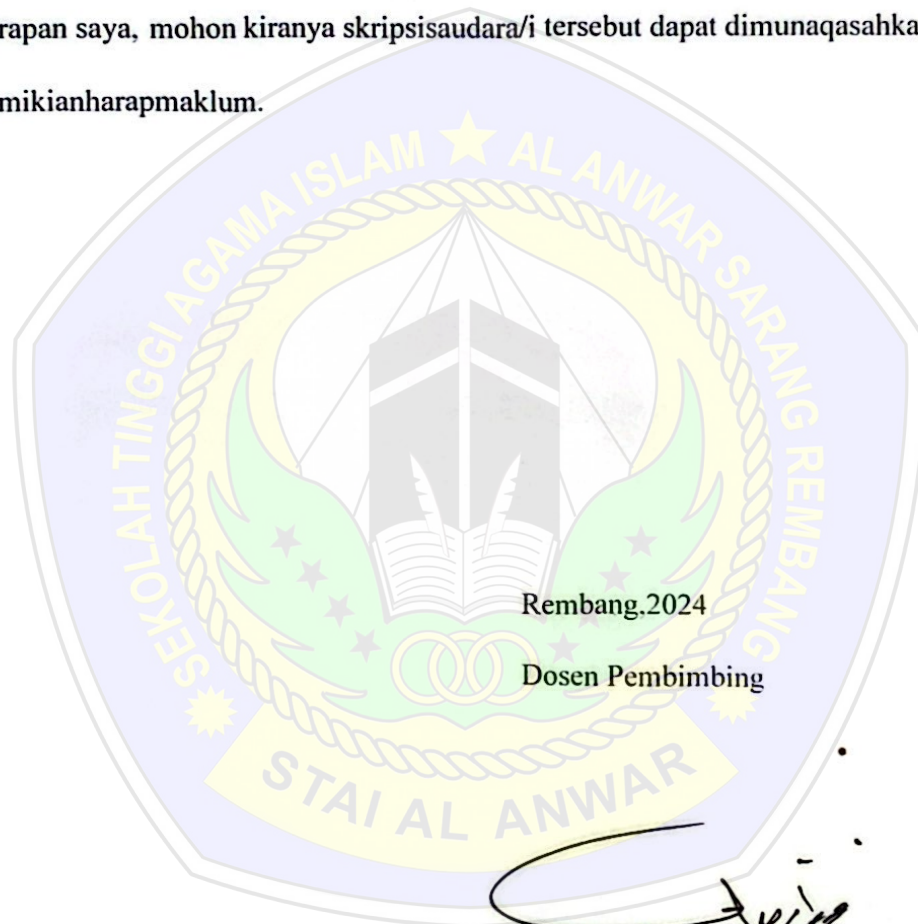 rapan saya, mohon kiranya skripsisaudara/i tersebut dapat dimunaqasahka
mikianharapmaklum.
SEKOLAH TINGGI AGAMA ISLAM ★ AL ANWAR SARANG REMBANG
Rembang,2024
Dosen Pembimbing
STAI AL ANWAR